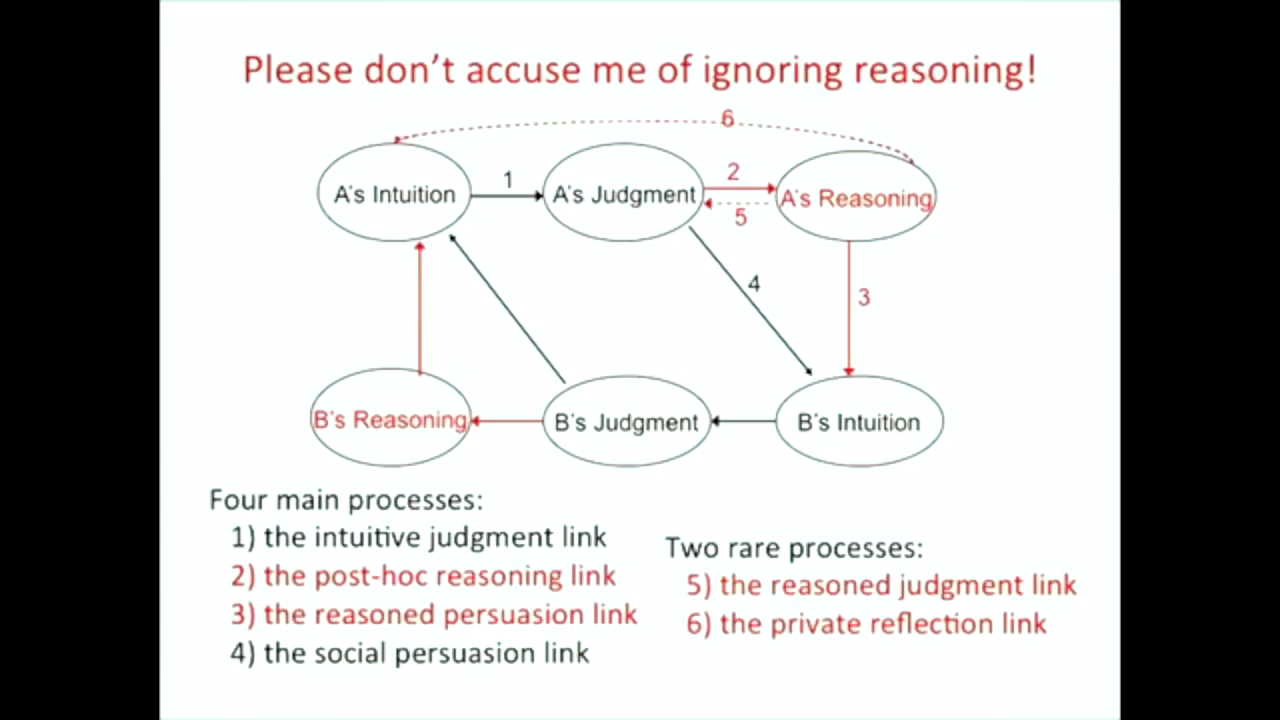 Please don't accuse me of ignoring reasoning!
6
A's Intuition
1
A's Judgment
2
5
A's Reasoning
4
3
B's Reasoning
B's Judgment
B's Intuition
Four main processes:
1) the intuitive judgment link
2) the post-hoc reasoning link
3) the reasoned persuasion link
4) the social persuasion link
Two rare processes:
5) the reasoned judgment link
6) the private reflection link